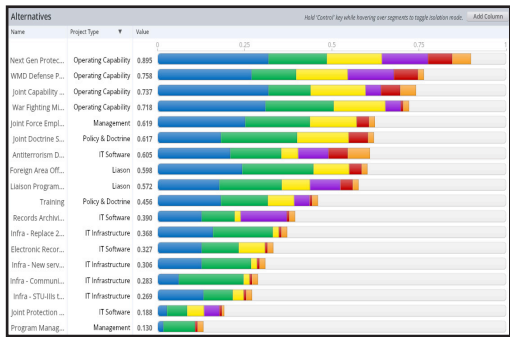 Alternatives
Hold 'Control' key while hovering over segments to toggle isolation mode. Add Column
Name Project Type ▼ Value
0 0.25 0.5 0.75 1
Next Gen Protec... Operating Capability 0.895
WMD Defense P... Operating Capability 0.758
Joint Capability ... Operating Capability 0.737
War Fighting Mi... Operating Capability 0.718
Joint Force Empl... Management 0.619
Joint Doctrine S... Policy & Doctrine 0.617
Antiterrorism D... IT Software 0.605
Foreign Area Off... Liason 0.598
Liaison Program... Liason 0.572
Training Policy & Doctrine 0.456
Records Archivi... IT Software 0.390
Infra - Replace 2... IT Infrastructure 0.368
Electronic Recor... IT Software 0.327
Infra - New serv... IT Infrastructure 0.306
Infra - Communi... IT Infrastructure 0.283
Infra - STU-IIIs t... IT Infrastructure 0.269
Joint Protection ... IT Software 0.188
Program Manag... Management 0.130